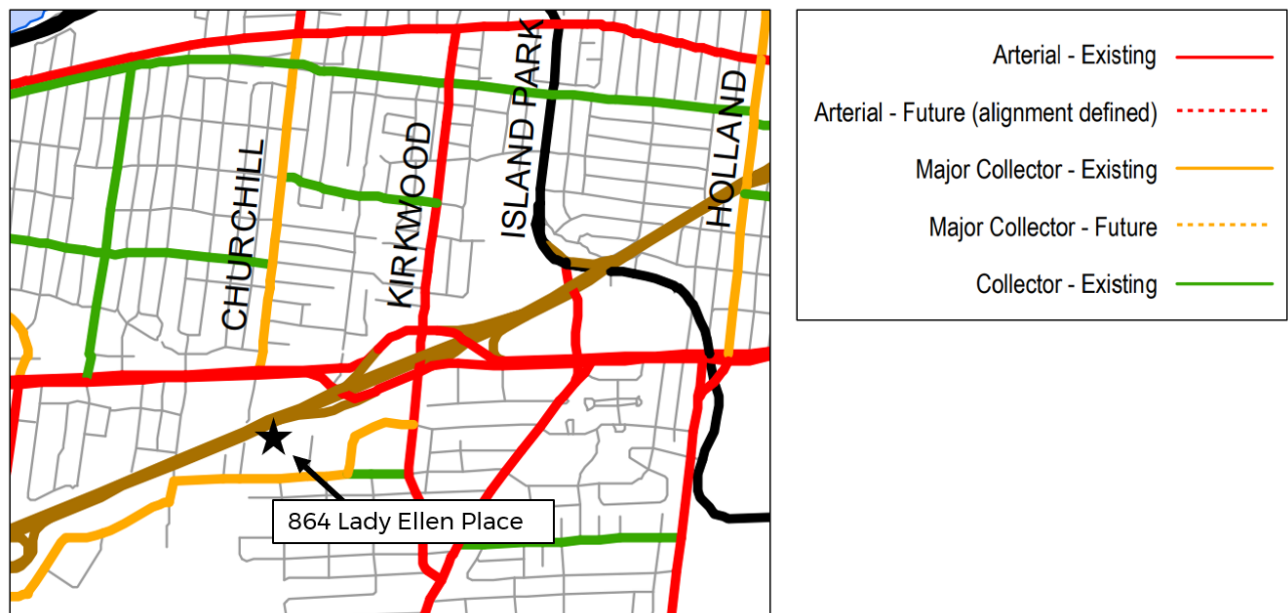 CHURCHILL
KIRKWOOD
ISLAND PARK
HOLLAND
864 Lady Ellen Place
Arterial - Existing
Arterial - Future (alignment defined)
Major Collector - Existing
Major Collector - Future
Collector - Existing